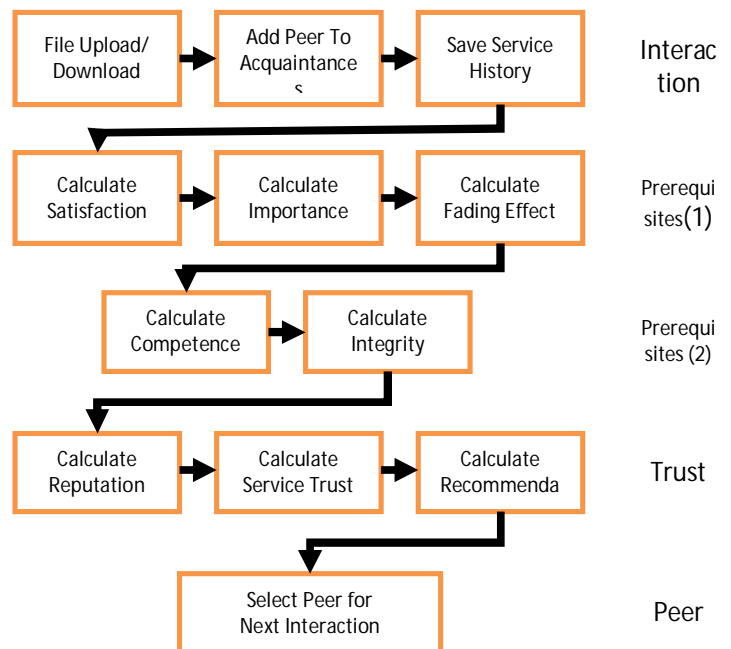 File Upload/
Download
Add Peer To
Acquaintance
s
Save Service
History
Interac
tion
Calculate
Satisfaction
Calculate
Importance
Calculate
Fading Effect
Prerequi
sites(1)
Calculate
Competence
Calculate
Integrity
Prerequi
sites (2)
Calculate
Reputation
Calculate
Service Trust
Calculate
Recommenda
Trust
Select Peer for
Next Interaction
Peer